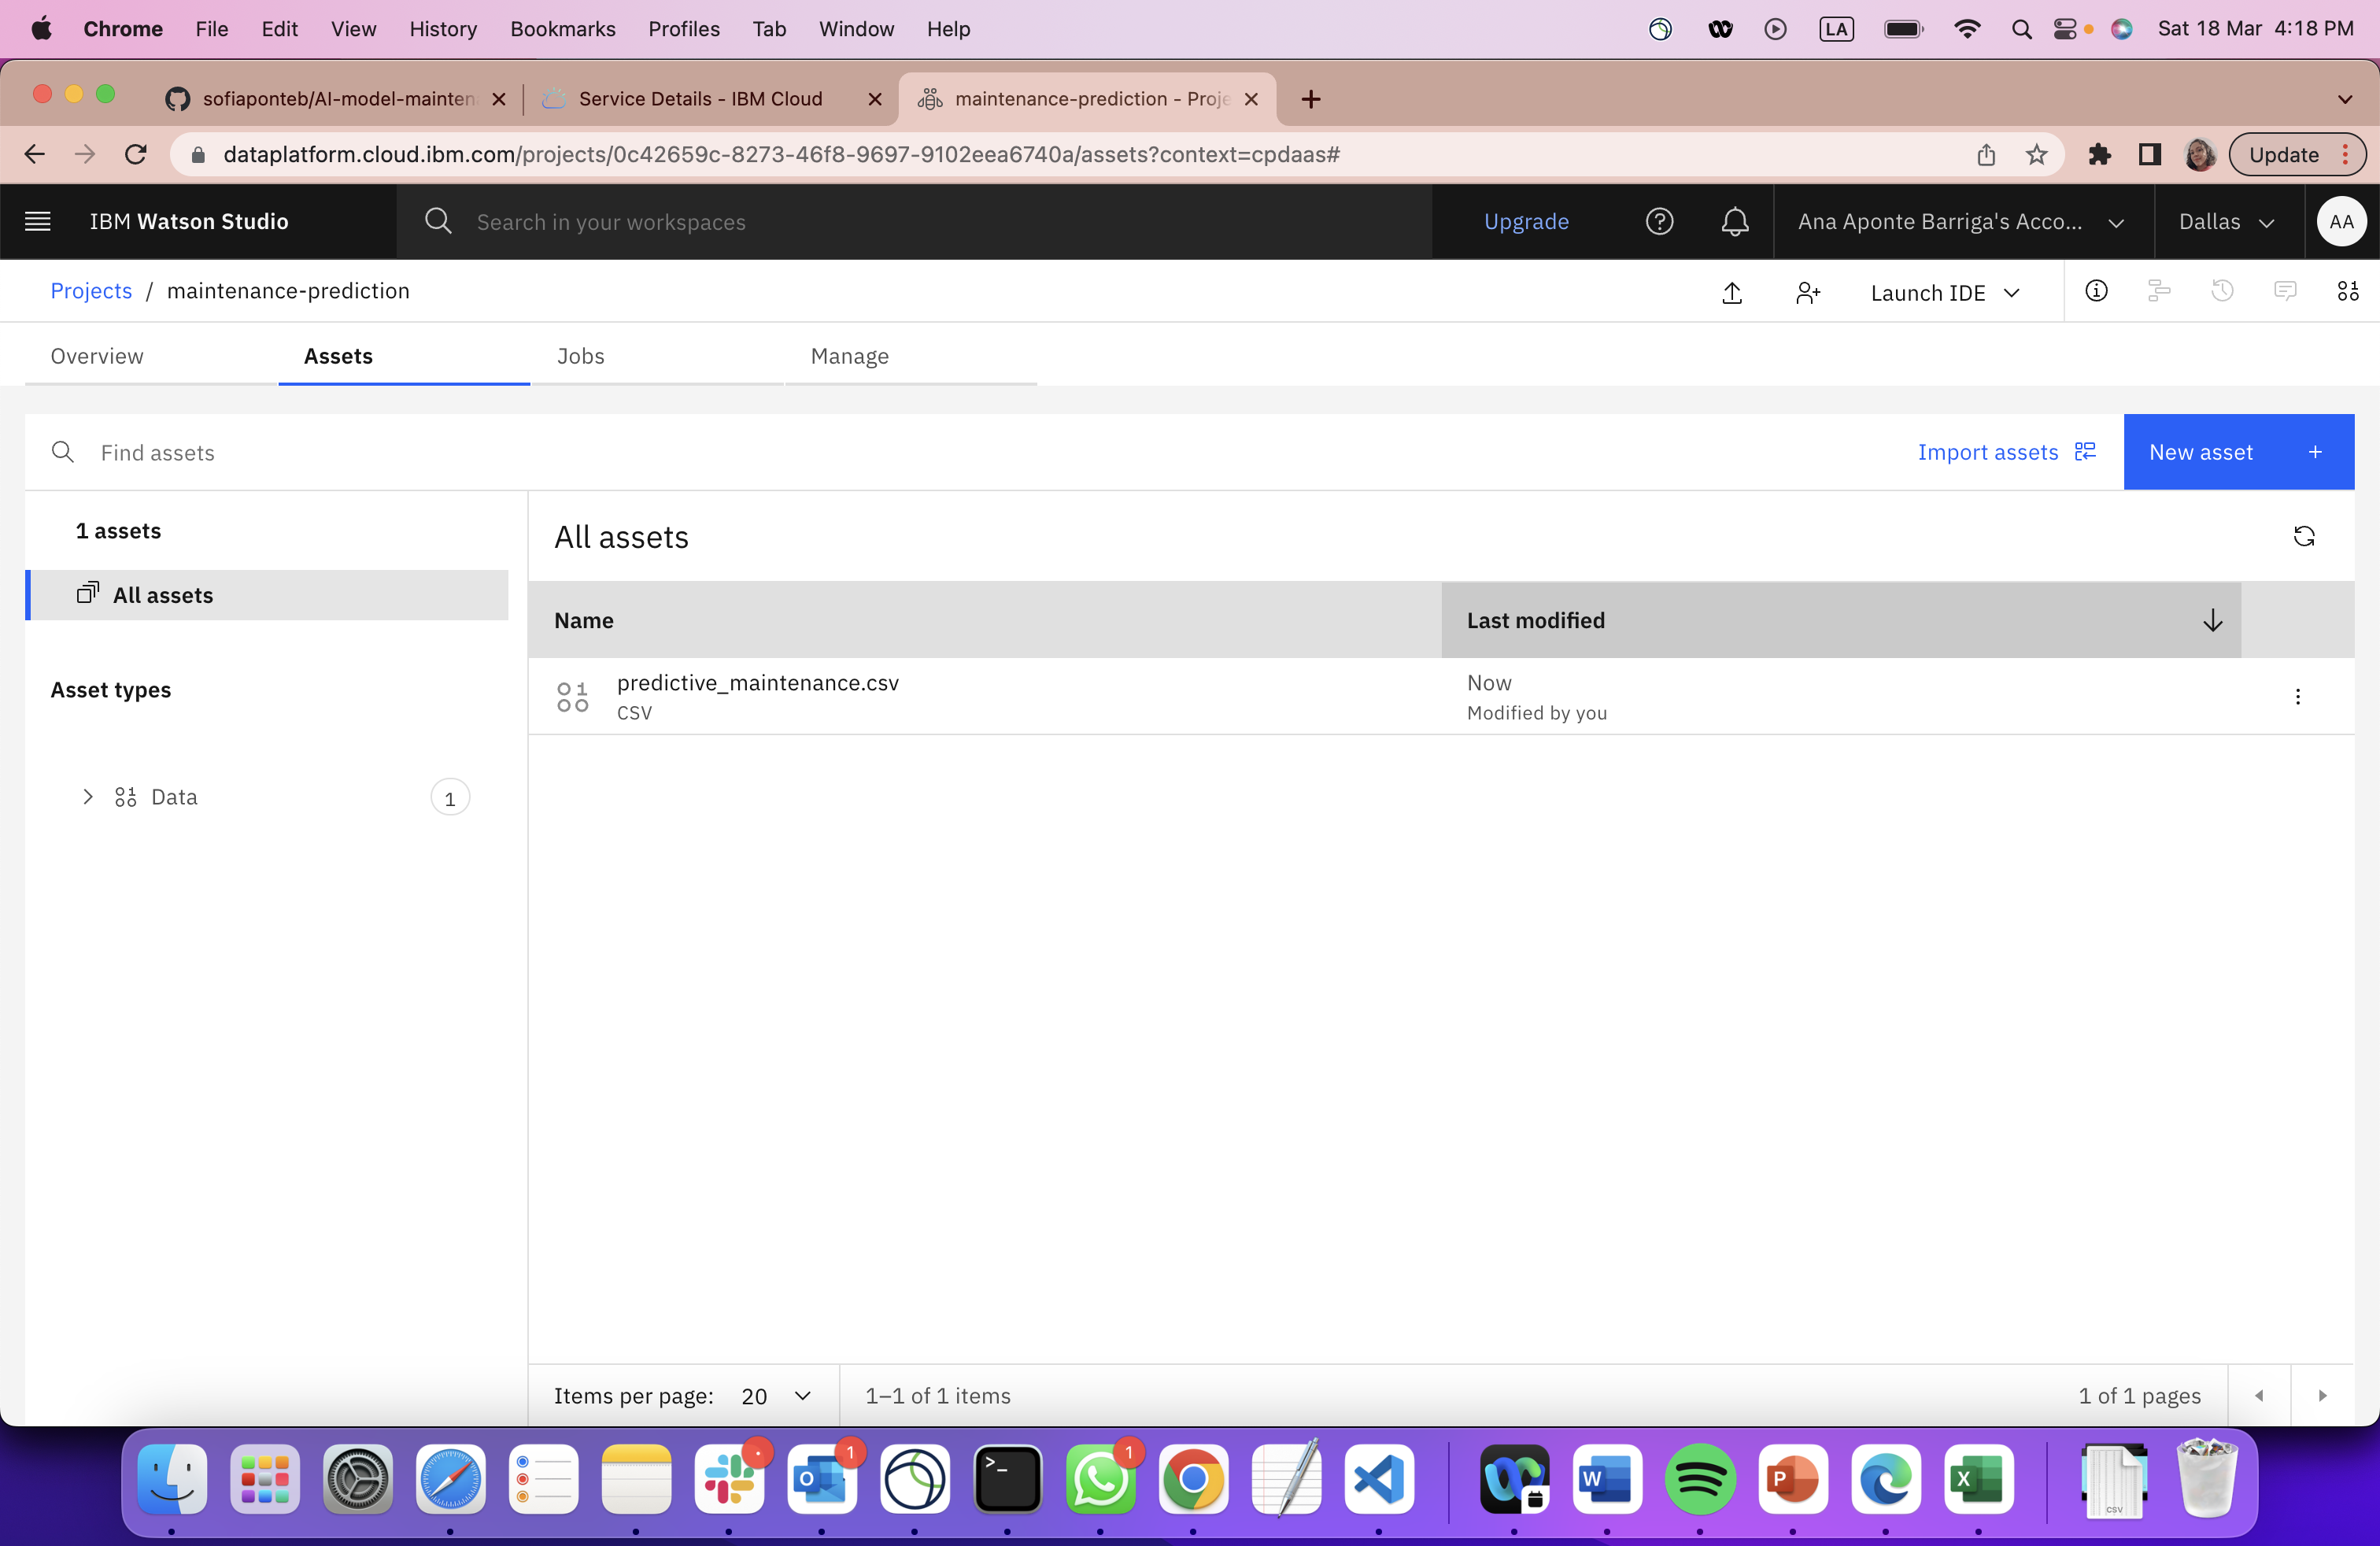 Chrome File Edit View History Bookmarks Profiles Tab Window Help LA Sat 18 Mar 4:18 PM
sofiaponteb/AI-model-mainten Service Details - IBM Cloud maintenance-prediction - Proje
dataplatform.cloud.ibm.com/projects/0c42659c-8273-46f8-9697-9102eea6740a/assets?context=cpdaas# Update
IBM Watson Studio Search in your workspaces Upgrade Ana Aponte Barriga's Acco... Dallas AA
Projects / maintenance-prediction Launch IDE
Overview Assets Jobs Manage
Find assets Import assets New asset +
1 assets
All assets
Asset types
Data 1
All assets
Name Last modified
predictive_maintenance.csv Now
CSV Modified by you
Items per page: 20 1–1 of 1 items 1 of 1 pages
1 1
O >_ W P X CSV